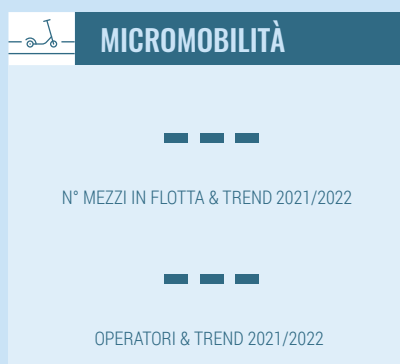 MICROMOBILITÀ
---
N° MEZZI IN FLOTTA & TREND 2021/2022
---
OPERATORI & TREND 2021/2022